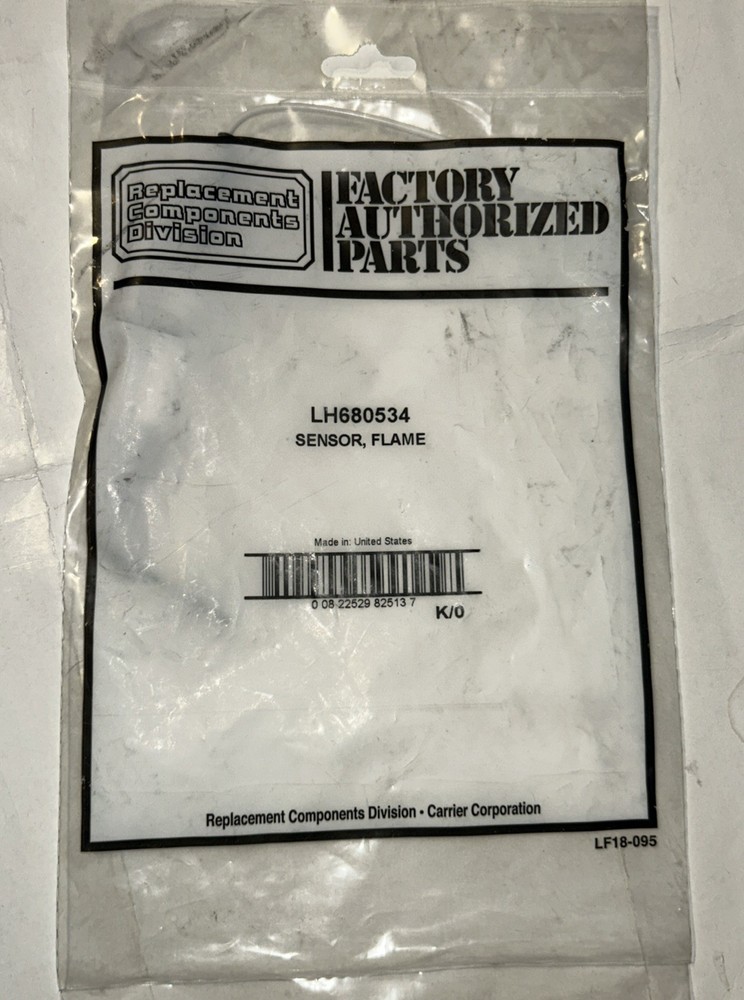 Replacement
Components
Division
FACTORY
AUTHORIZED
PARTS
LH680534
SENSOR, FLAME
Made in: United States
0 08 22529 82513 7
K/0
Replacement Components Division • Carrier Corporation
LF18-095